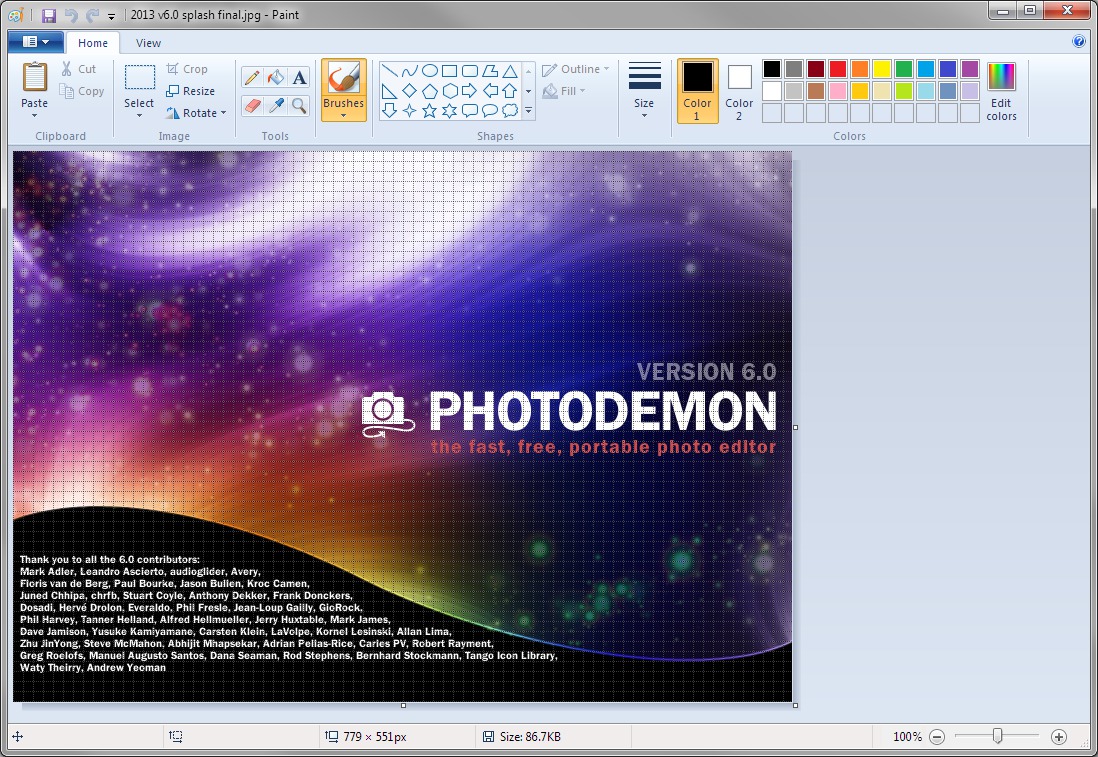 2013 v6.0 splash final.jpg - Paint
Home View
Paste
Cut
Copy
Clipboard
Select
Crop
Resize
Rotate
Image
A
Tools
Brushes
Shapes
Outline
Fill
Size
Color 1
Color 2
Colors
Edit colors
VERSION 6.0
PHOTODEMON
the fast, free, portable photo editor
Thank you to all the 6.0 contributors:
Mark Adler, Leandro Ascierto, audioglider, Avery,
Floris van de Berg, Paul Bourke, Jason Bullen, Kroc Camen,
Juned Chhipa, chrfb, Stuart Coyle, Anthony Dekker, Frank Donckers,
Dosadi, Hervé Drolon, Everaldo, Phil Fresle, Jean-Loup Gailly, GioRock,
Phil Harvey, Tanner Helland, Alfred Hellmueller, Jerry Huxtable, Mark James,
Dave Jamison, Yusuke Kamiyamane, Carsten Klein, LaVolpe, Kornel Lesinski, Allan Lima,
Zhu JinYong, Steve McMahon, Abhijit Mhapsekar, Adrian Pellas-Rice, Carles PV, Robert Rayment,
Greg Roelofs, Manuel Augusto Santos, Dana Seaman, Rod Stephens, Bernhard Stockmann, Tango Icon Library,
Waty Theirry, Andrew Yeoman
779 × 551px
Size: 86.7KB
100%